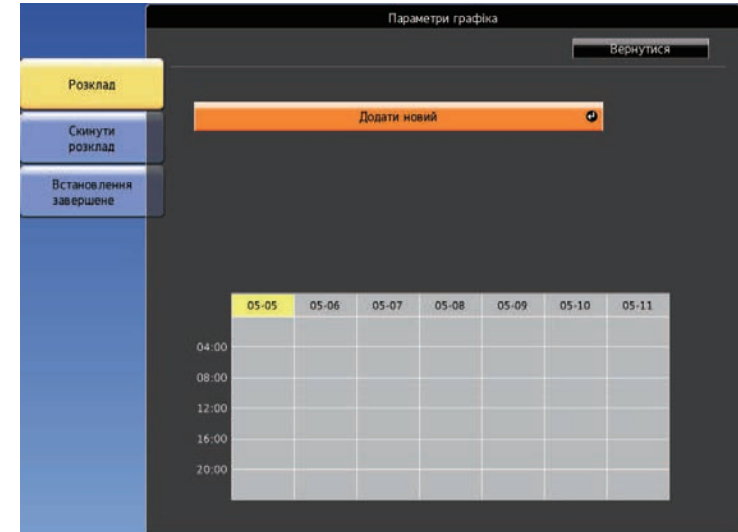 Параметри графіка
Вернутися
Розклад
Скинути
розклад
Встановлення
завершене
Додати новий
05-05 05-06 05-07 05-08 05-09 05-10 05-11
04:00
08:00
12:00
16:00
20:00